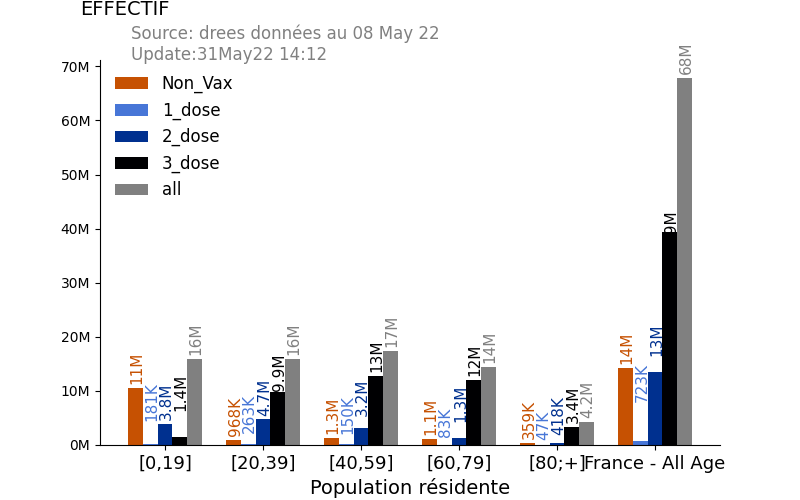 EFFECTIF
Source: drees données au 08 May 22
Update:31May22 14:12
70M
60M
50M
40M
30M
20M
10M
0M
Non_Vax
1_dose
2_dose
3_dose
all
11M
181K
3.8M
1.4M
16M
968K
263K
4.7M
9.9M
16M
1.3M
150K
3.2M
13M
17M
1.1M
83K
1.3M
12M
14M
359K
47K
418K
3.4M
4.2M
14M
723K
13M
9M
68M
[0,19]
[20,39]
[40,59]
[60,79]
[80;+]
France - All Age
Population résidente